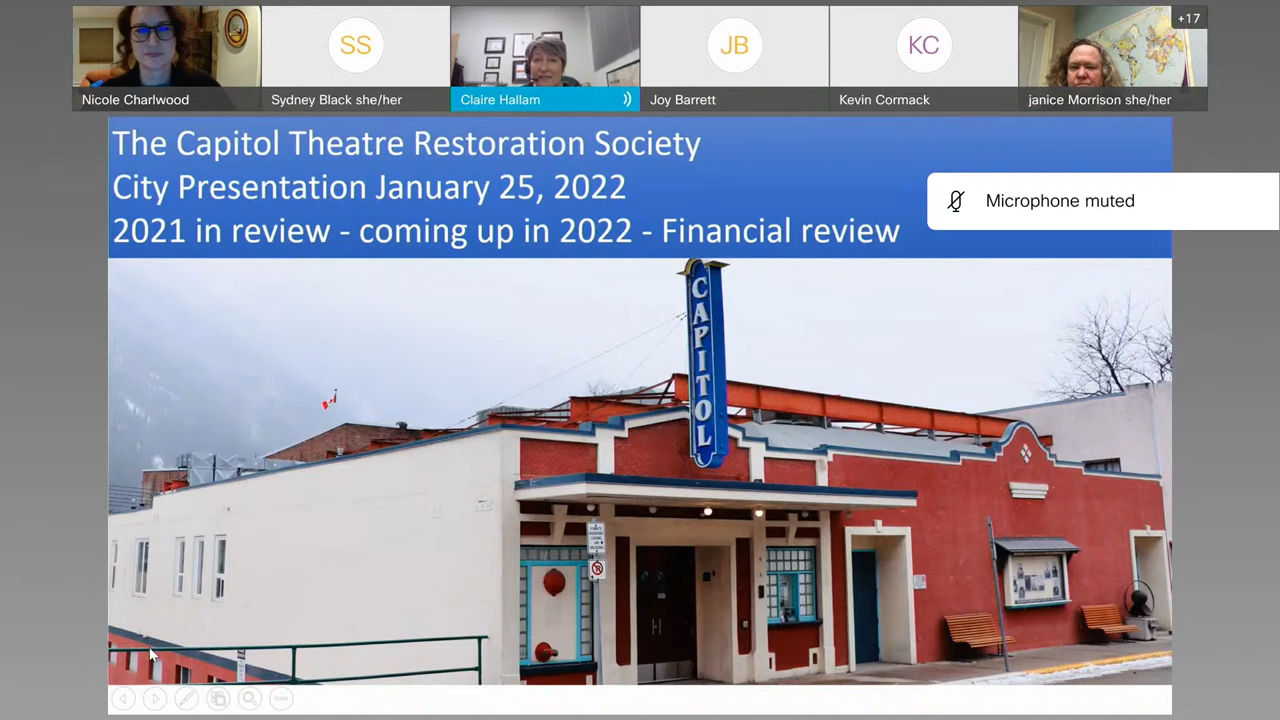 +17
SS
JB
KC
Nicole Charlwood
Sydney Black she/her
Claire Hallam
Joy Barrett
Kevin Cormack
janice Morrison she/her
The Capitol Theatre Restoration Society
City Presentation January 25, 2022
2021 in review - coming up in 2022 - Financial review
Microphone muted
CAPITOL